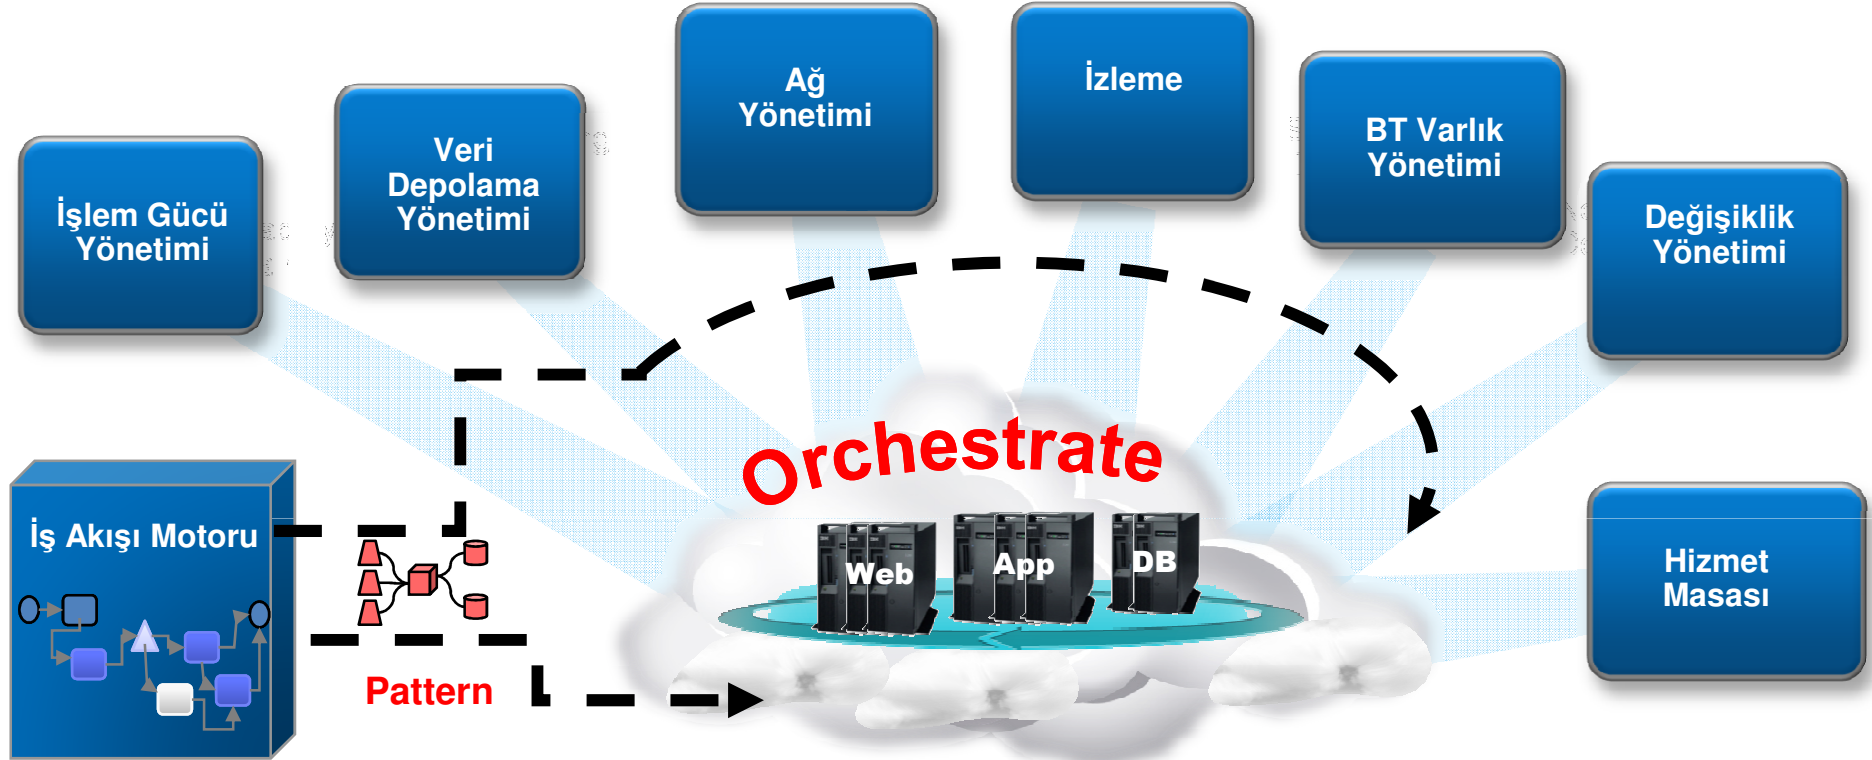 İşlem Gücü
Yönetimi
Veri
Depolama
Yönetimi
Ağ
Yönetimi
İzleme
BT Varlık
Yönetimi
Değişiklik
Yönetimi
Hizmet
Masası
Orchestrate
Web
App
DB
İş Akışı Motoru
Pattern